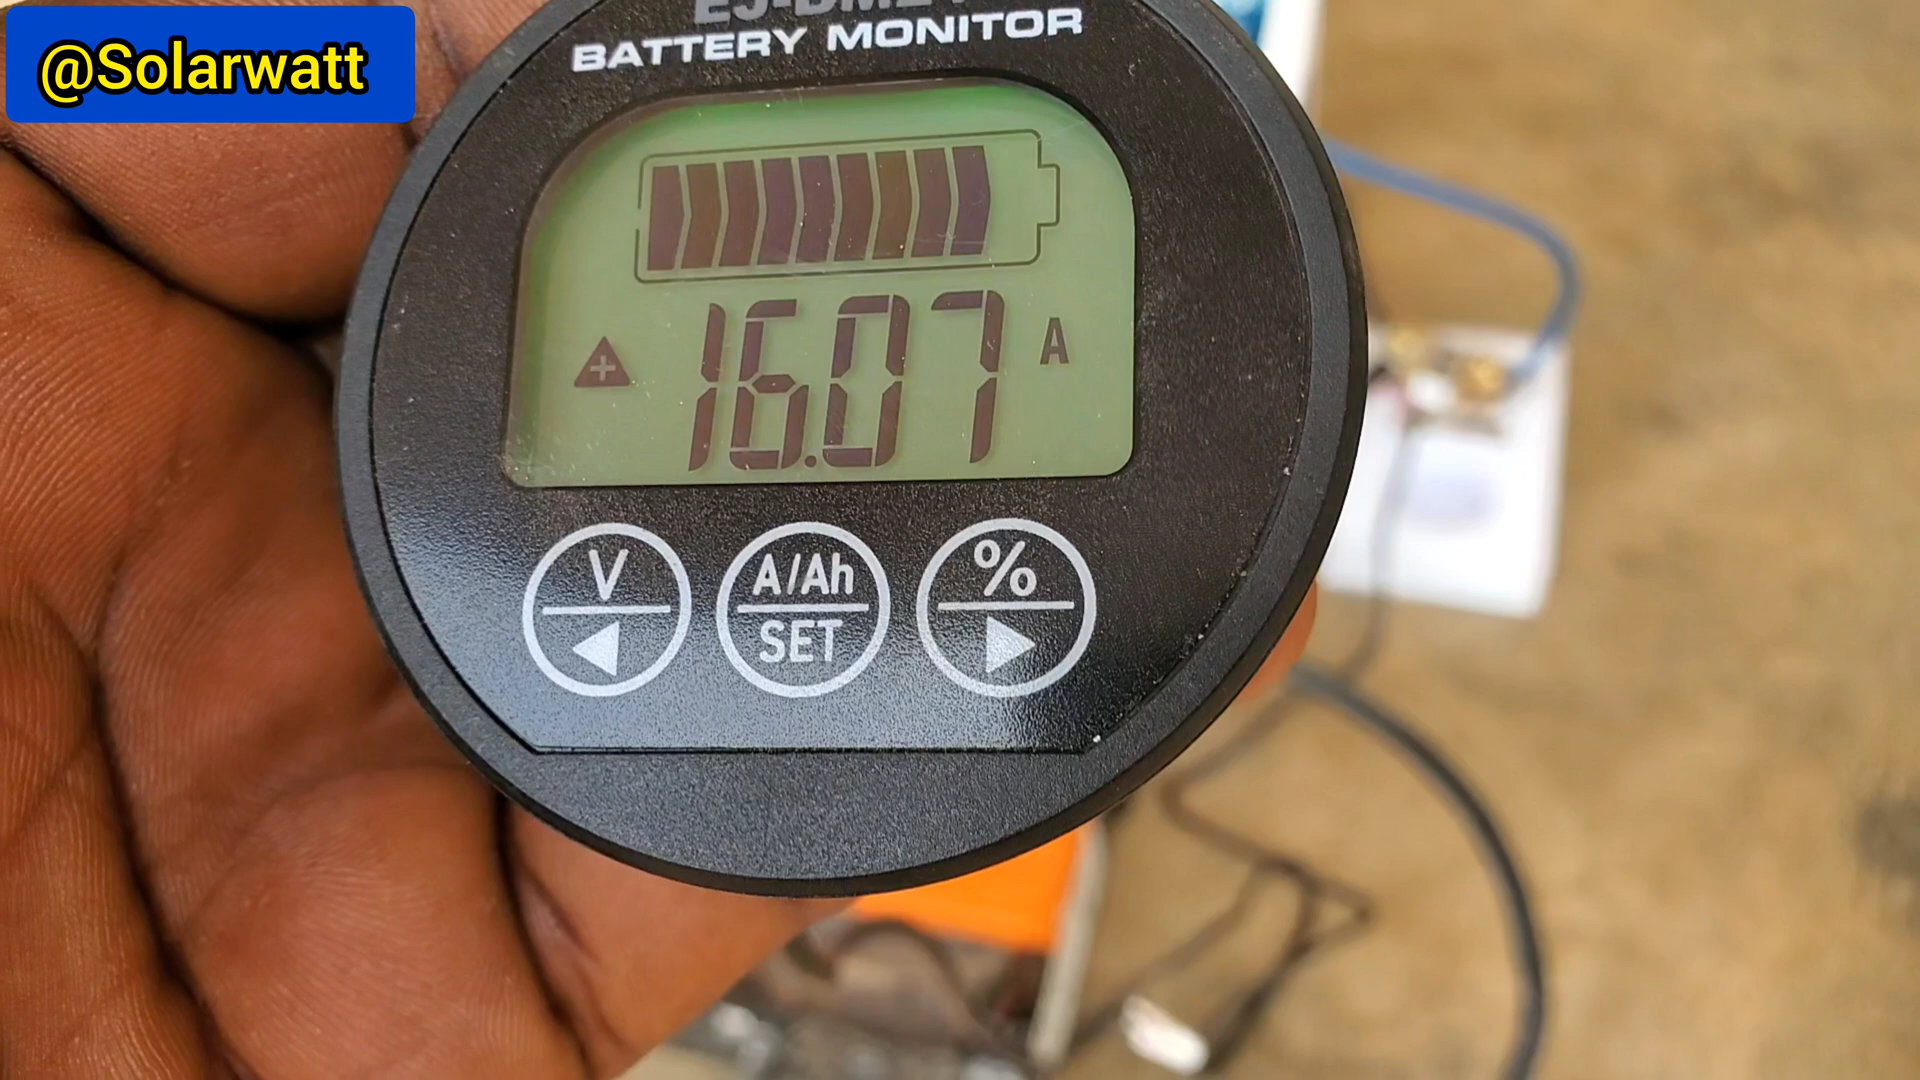 @Solarwatt
BATTERY MONITOR
+ 16.07 A
V A/Ah %
SET